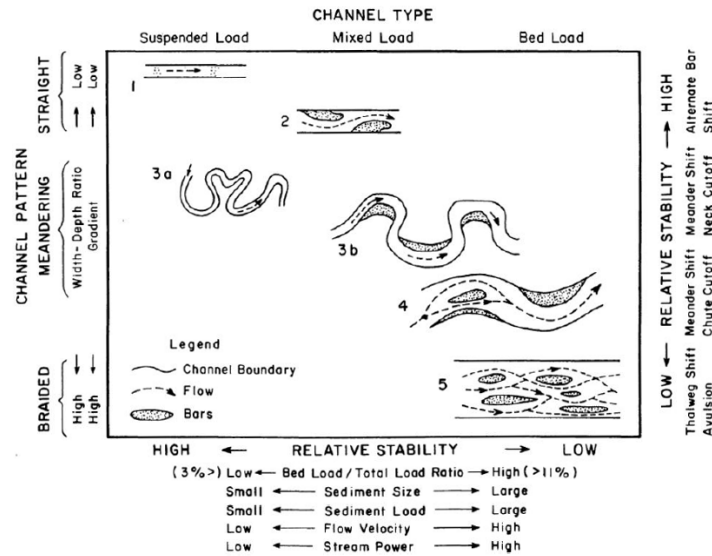 CHANNEL TYPE
Suspended Load Mixed Load Bed Load
CHANNEL PATTERN
STRAIGHT
MEANDERING
BRAIDED
Low
Low
Width-Depth Ratio
Gradient
High
High
1
2
3a
3b
4
5
Legend
Channel Boundary
Flow
Bars
LOW RELATIVE STABILITY HIGH
Alternate Bar
Shift
Meander Shift
Neck Cutoff
Meander Shift
Chute Cutoff
Thalweg Shift
Avulsion
HIGH RELATIVE STABILITY LOW
(3%>) Low Bed Load/Total Load Ratio High (>11%)
Small Sediment Size Large
Small Sediment Load Large
Low Flow Velocity High
Low Stream Power High